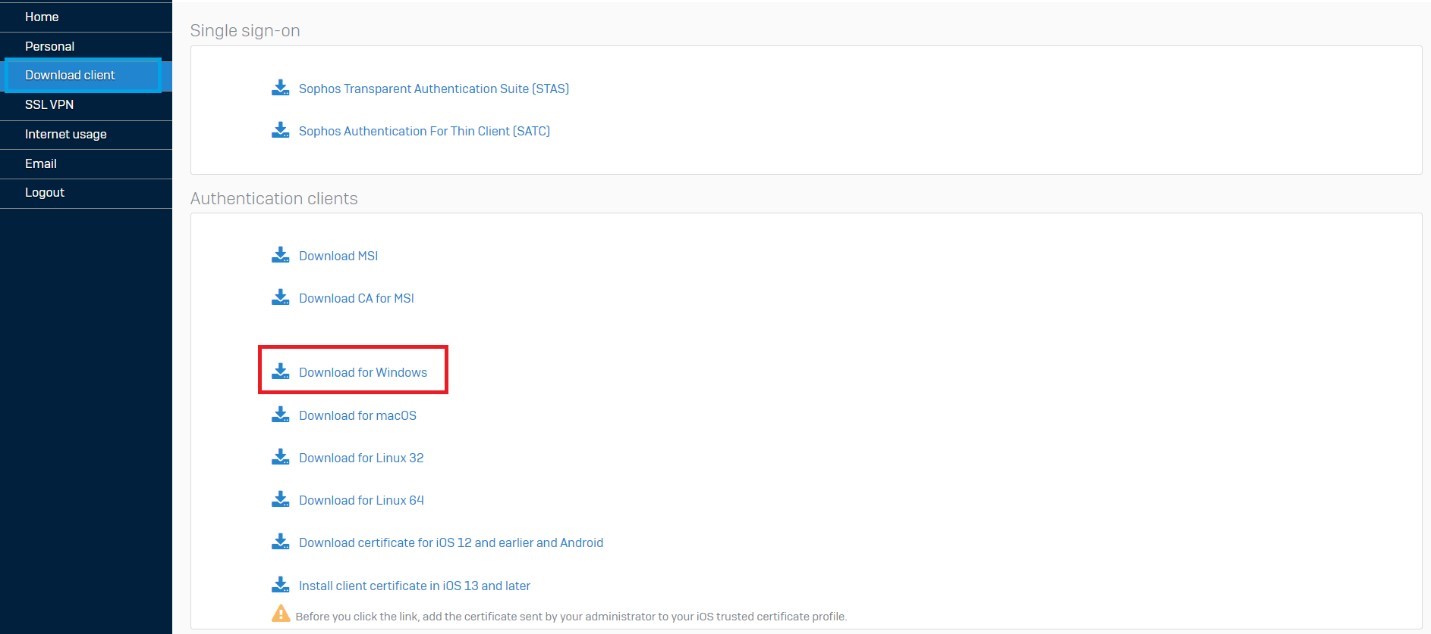 Home
Personal
Download client
SSL VPN
Internet usage
Email
Logout
Single sign-on
Sophos Transparent Authentication Suite (STAS)
Sophos Authentication For Thin Client (SATC)
Authentication clients
Download MSI
Download CA for MSI
Download for Windows
Download for macOS
Download for Linux 32
Download for Linux 64
Download certificate for iOS 12 and earlier and Android
Install client certificate in iOS 13 and later
Before you click the link, add the certificate sent by your administrator to your iOS trusted certificate profile.